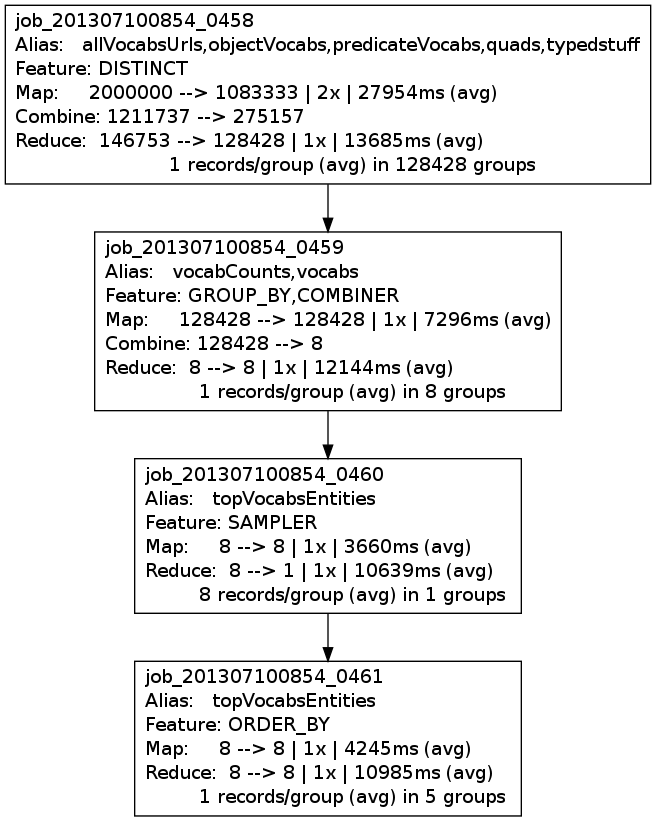 job_201307100854_0458
Alias: allVocabsUrls,objectVocabs,predicateVocabs,quads,typedstuff
Feature: DISTINCT
Map: 2000000 --> 1083333 | 2x | 27954ms (avg)
Combine: 1211737 --> 275157
Reduce: 146753 --> 128428 | 1x | 13685ms (avg)
1 records/group (avg) in 128428 groups
job_201307100854_0459
Alias: vocabCounts,vocabs
Feature: GROUP_BY,COMBINER
Map: 128428 --> 128428 | 1x | 7296ms (avg)
Combine: 128428 --> 8
Reduce: 8 --> 8 | 1x | 12144ms (avg)
1 records/group (avg) in 8 groups
job_201307100854_0460
Alias: topVocabsEntities
Feature: SAMPLER
Map: 8 --> 8 | 1x | 3660ms (avg)
Reduce: 8 --> 1 | 1x | 10639ms (avg)
8 records/group (avg) in 1 groups
job_201307100854_0461
Alias: topVocabsEntities
Feature: ORDER_BY
Map: 8 --> 8 | 1x | 4245ms (avg)
Reduce: 8 --> 8 | 1x | 10985ms (avg)
1 records/group (avg) in 5 groups